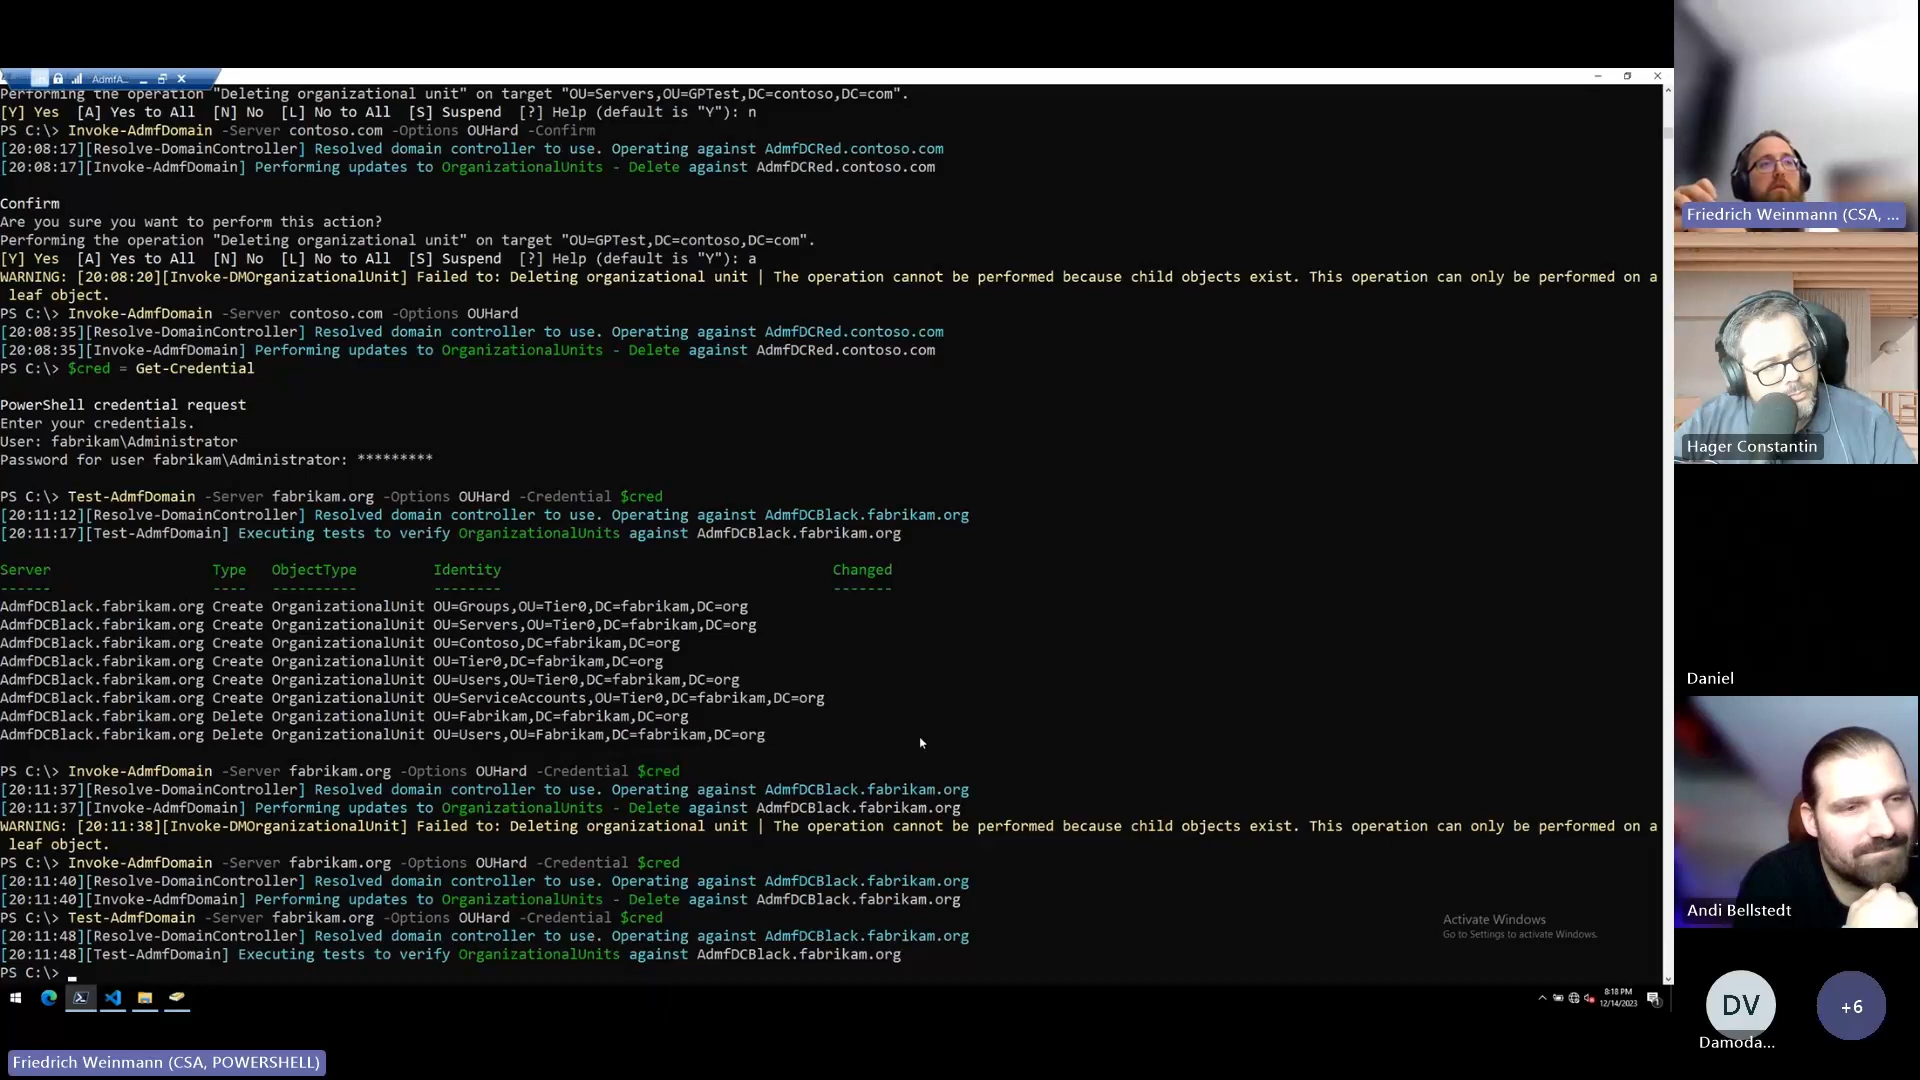 AdmfA...
Performing the operation "Deleting organizational unit" on target "OU=Servers,OU=GPTest,DC=contoso,DC=com".
[Y] Yes  [A] Yes to All  [N] No  [L] No to All  [S] Suspend  [?] Help (default is "Y"): n
PS C:\> Invoke-AdmfDomain -Server contoso.com -Options OUHard -Confirm
[20:08:17][Resolve-DomainController] Resolved domain controller to use. Operating against AdmfDCRed.contoso.com
[20:08:17][Invoke-AdmfDomain] Performing updates to OrganizationalUnits - Delete against AdmfDCRed.contoso.com
Confirm
Are you sure you want to perform this action?
Performing the operation "Deleting organizational unit" on target "OU=GPTest,DC=contoso,DC=com".
[Y] Yes  [A] Yes to All  [N] No  [L] No to All  [S] Suspend  [?] Help (default is "Y"): a
WARNING: [20:08:20][Invoke-DMOrganizationalUnit] Failed to: Deleting organizational unit | The operation cannot be performed because child objects exist. This operation can only be performed on a
 leaf object.
PS C:\> Invoke-AdmfDomain -Server contoso.com -Options OUHard
[20:08:35][Resolve-DomainController] Resolved domain controller to use. Operating against AdmfDCRed.contoso.com
[20:08:35][Invoke-AdmfDomain] Performing updates to OrganizationalUnits - Delete against AdmfDCRed.contoso.com
PS C:\> $cred = Get-Credential
PowerShell credential request
Enter your credentials.
User: fabrikam\Administrator
Password for user fabrikam\Administrator: *********
PS C:\> Test-AdmfDomain -Server fabrikam.org -Options OUHard -Credential $cred
[20:11:12][Resolve-DomainController] Resolved domain controller to use. Operating against AdmfDCBlack.fabrikam.org
[20:11:17][Test-AdmfDomain] Executing tests to verify OrganizationalUnits against AdmfDCBlack.fabrikam.org
Server Type ObjectType Identity Changed
------ ---- ---------- -------- -------
AdmfDCBlack.fabrikam.org Create OrganizationalUnit OU=Groups,OU=Tier0,DC=fabrikam,DC=org
AdmfDCBlack.fabrikam.org Create OrganizationalUnit OU=Servers,OU=Tier0,DC=fabrikam,DC=org
AdmfDCBlack.fabrikam.org Create OrganizationalUnit OU=Contoso,DC=fabrikam,DC=org
AdmfDCBlack.fabrikam.org Create OrganizationalUnit OU=Tier0,DC=fabrikam,DC=org
AdmfDCBlack.fabrikam.org Create OrganizationalUnit OU=Users,OU=Tier0,DC=fabrikam,DC=org
AdmfDCBlack.fabrikam.org Create OrganizationalUnit OU=ServiceAccounts,OU=Tier0,DC=fabrikam,DC=org
AdmfDCBlack.fabrikam.org Delete OrganizationalUnit OU=Fabrikam,DC=fabrikam,DC=org
AdmfDCBlack.fabrikam.org Delete OrganizationalUnit OU=Users,OU=Fabrikam,DC=fabrikam,DC=org
PS C:\> Invoke-AdmfDomain -Server fabrikam.org -Options OUHard -Credential $cred
[20:11:37][Resolve-DomainController] Resolved domain controller to use. Operating against AdmfDCBlack.fabrikam.org
[20:11:37][Invoke-AdmfDomain] Performing updates to OrganizationalUnits - Delete against AdmfDCBlack.fabrikam.org
WARNING: [20:11:38][Invoke-DMOrganizationalUnit] Failed to: Deleting organizational unit | The operation cannot be performed because child objects exist. This operation can only be performed on a
 leaf object.
PS C:\> Invoke-AdmfDomain -Server fabrikam.org -Options OUHard -Credential $cred
[20:11:40][Resolve-DomainController] Resolved domain controller to use. Operating against AdmfDCBlack.fabrikam.org
[20:11:40][Invoke-AdmfDomain] Performing updates to OrganizationalUnits - Delete against AdmfDCBlack.fabrikam.org
PS C:\> Test-AdmfDomain -Server fabrikam.org -Options OUHard -Credential $cred
[20:11:48][Resolve-DomainController] Resolved domain controller to use. Operating against AdmfDCBlack.fabrikam.org
[20:11:48][Test-AdmfDomain] Executing tests to verify OrganizationalUnits against AdmfDCBlack.fabrikam.org
PS C:\>
Activate Windows
Go to Settings to activate Windows.
8:18 PM
12/14/2023
Friedrich Weinmann (CSA, POWERSHELL)
Friedrich Weinmann (CSA, ...
Hager Constantin
Daniel
Andi Bellstedt
DV
Damoda...
+6